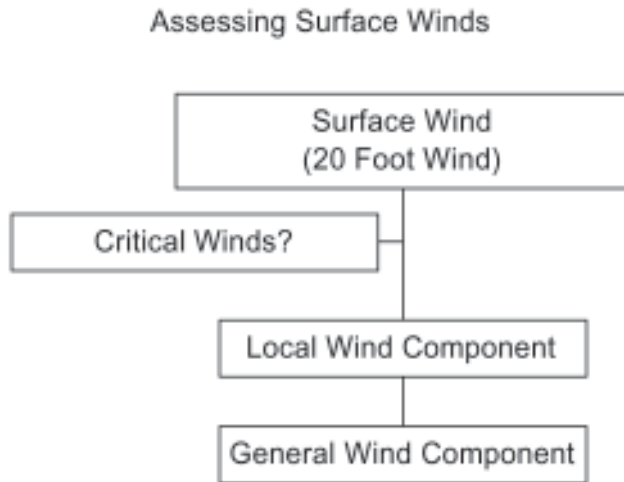 Assessing Surface Winds
Surface Wind
(20 Foot Wind)
Critical Winds?
Local Wind Component
General Wind Component